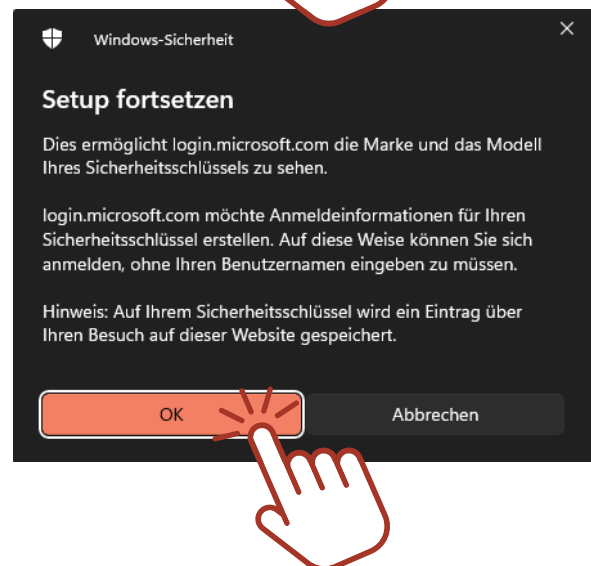 Windows-Sicherheit
Setup fortsetzen
Dies ermöglicht login.microsoft.com die Marke und das Modell
Ihres Sicherheitsschlüssels zu sehen.
login.microsoft.com möchte Anmeldeinformationen für Ihren
Sicherheitsschlüssel erstellen. Auf diese Weise können Sie sich
anmelden, ohne Ihren Benutzernamen eingeben zu müssen.
Hinweis: Auf Ihrem Sicherheitsschlüssel wird ein Eintrag über
Ihren Besuch auf dieser Website gespeichert.
OK
Abbrechen